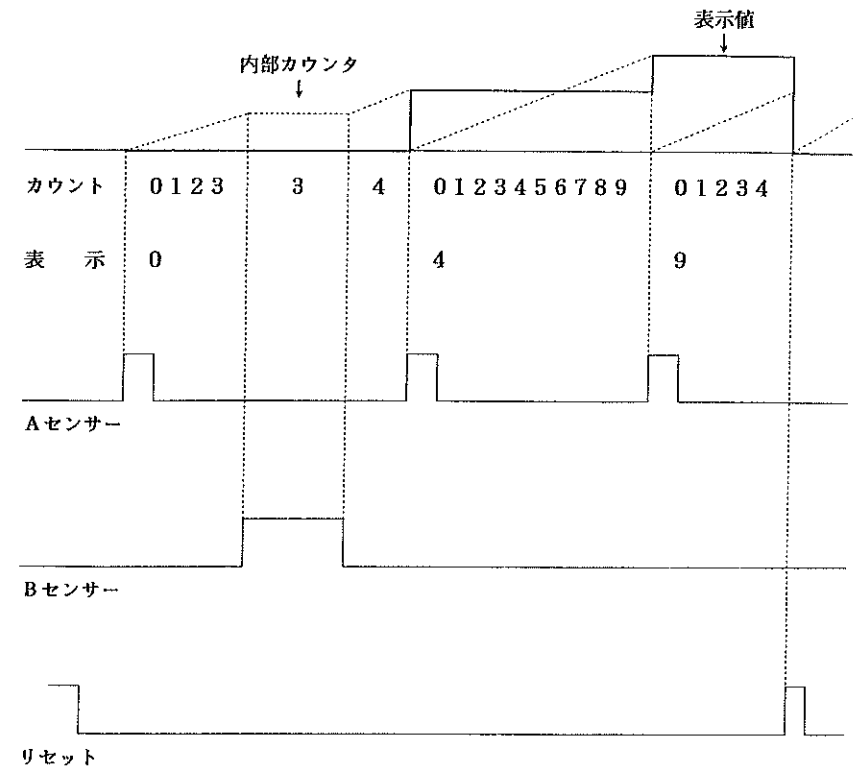 表示値
内部カウンタ
カウント 0 1 2 3 3 4 0 1 2 3 4 5 6 7 8 9 0 1 2 3 4
表 示 0 4 9
Aセンサー
Bセンサー
リセット